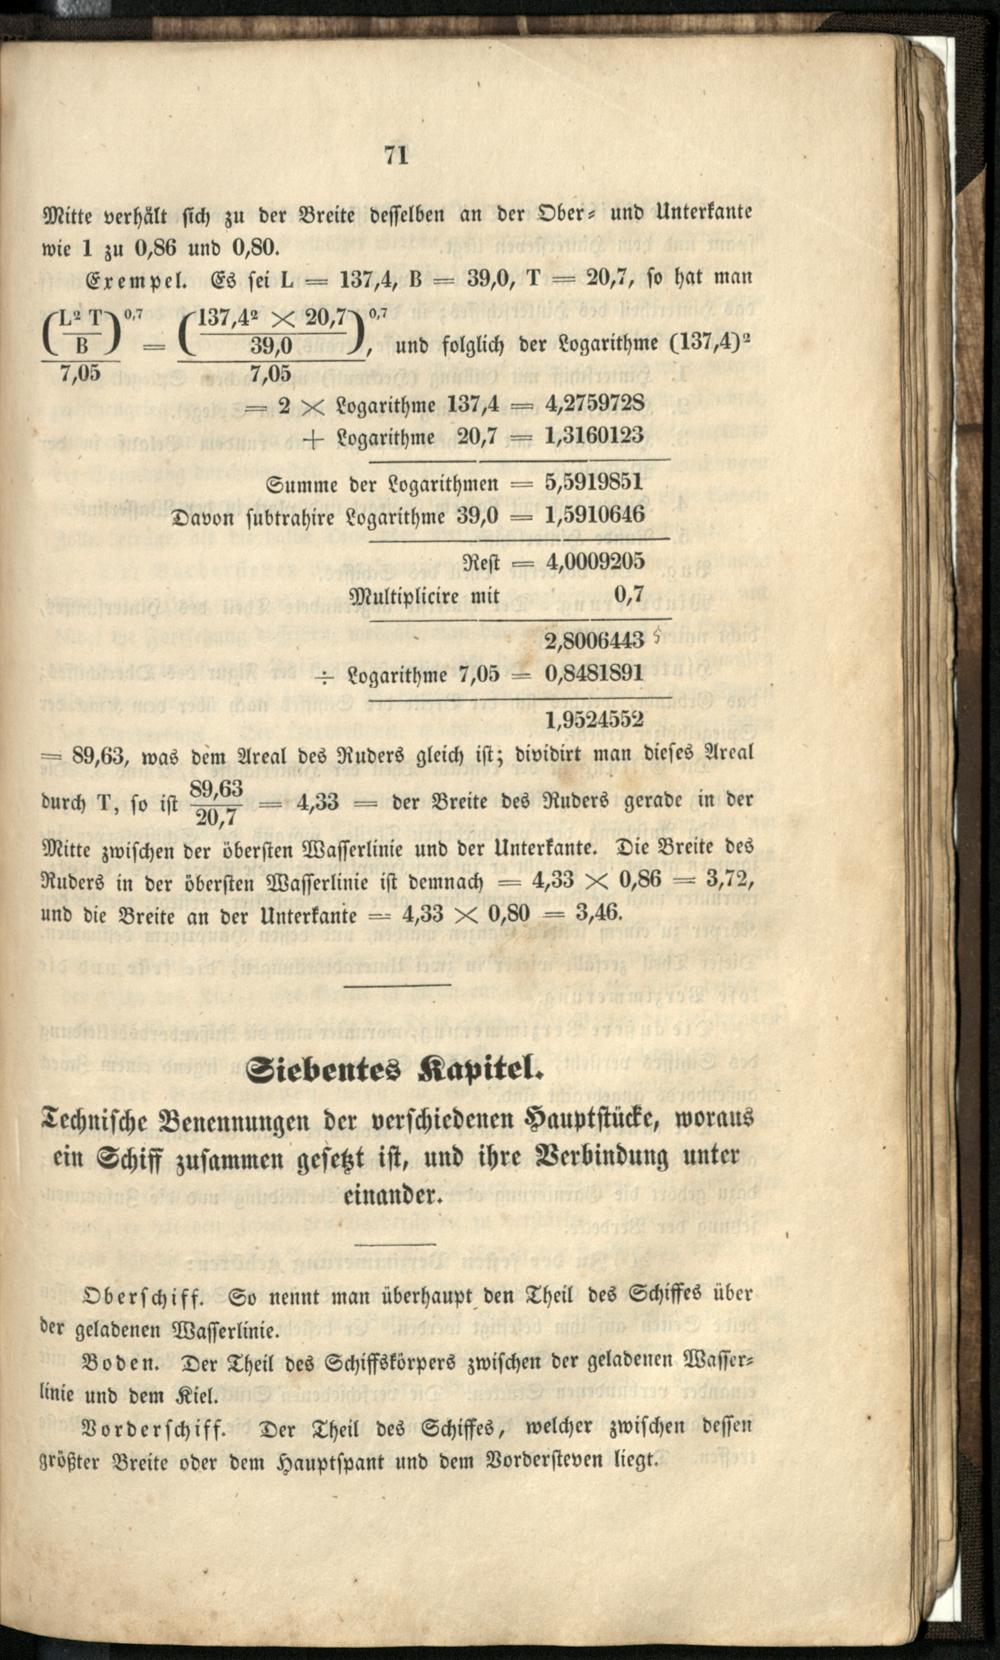 71
Mitte verhält sich zu der Breite desselben an der Ober- und Unterkante
wie 1 zu 0,86 und 0,80.
Exempel. Es sei L = 137,4, B = 39,0, T = 20,7, so hat man
(L² T / B)^0,7 / 7,05 = (137,4² × 20,7 / 39,0)^0,7 / 7,05, und folglich der Logarithme (137,4)²
= 2 × Logarithme 137,4 = 4,2759728
+ Logarithme 20,7 = 1,3160123
Summe der Logarithmen = 5,5919851
Davon subtrahire Logarithme 39,0 = 1,5910646
Rest = 4,0009205
Multiplicire mit 0,7
2,8006443 5
÷ Logarithme 7,05 = 0,8481891
1,9524552
= 89,63, was dem Areal des Ruders gleich ist; dividirt man dieses Areal
durch T, so ist 89,63 / 20,7 = 4,33 = der Breite des Ruders gerade in der
Mitte zwischen der öbersten Wasserlinie und der Unterkante. Die Breite des
Ruders in der öbersten Wasserlinie ist demnach = 4,33 × 0,86 = 3,72,
und die Breite an der Unterkante = 4,33 × 0,80 = 3,46.
Siebentes Kapitel.
Technische Benennungen der verschiedenen Hauptstücke, woraus
ein Schiff zusammen gesetzt ist, und ihre Verbindung unter
einander.
Oberschiff. So nennt man überhaupt den Theil des Schiffes über
der geladenen Wasserlinie.
Boden. Der Theil des Schiffskörpers zwischen der geladenen Wasser-
linie und dem Kiel.
Vorderschiff. Der Theil des Schiffes, welcher zwischen dessen
größter Breite oder dem Hauptspant und dem Vordersteven liegt.